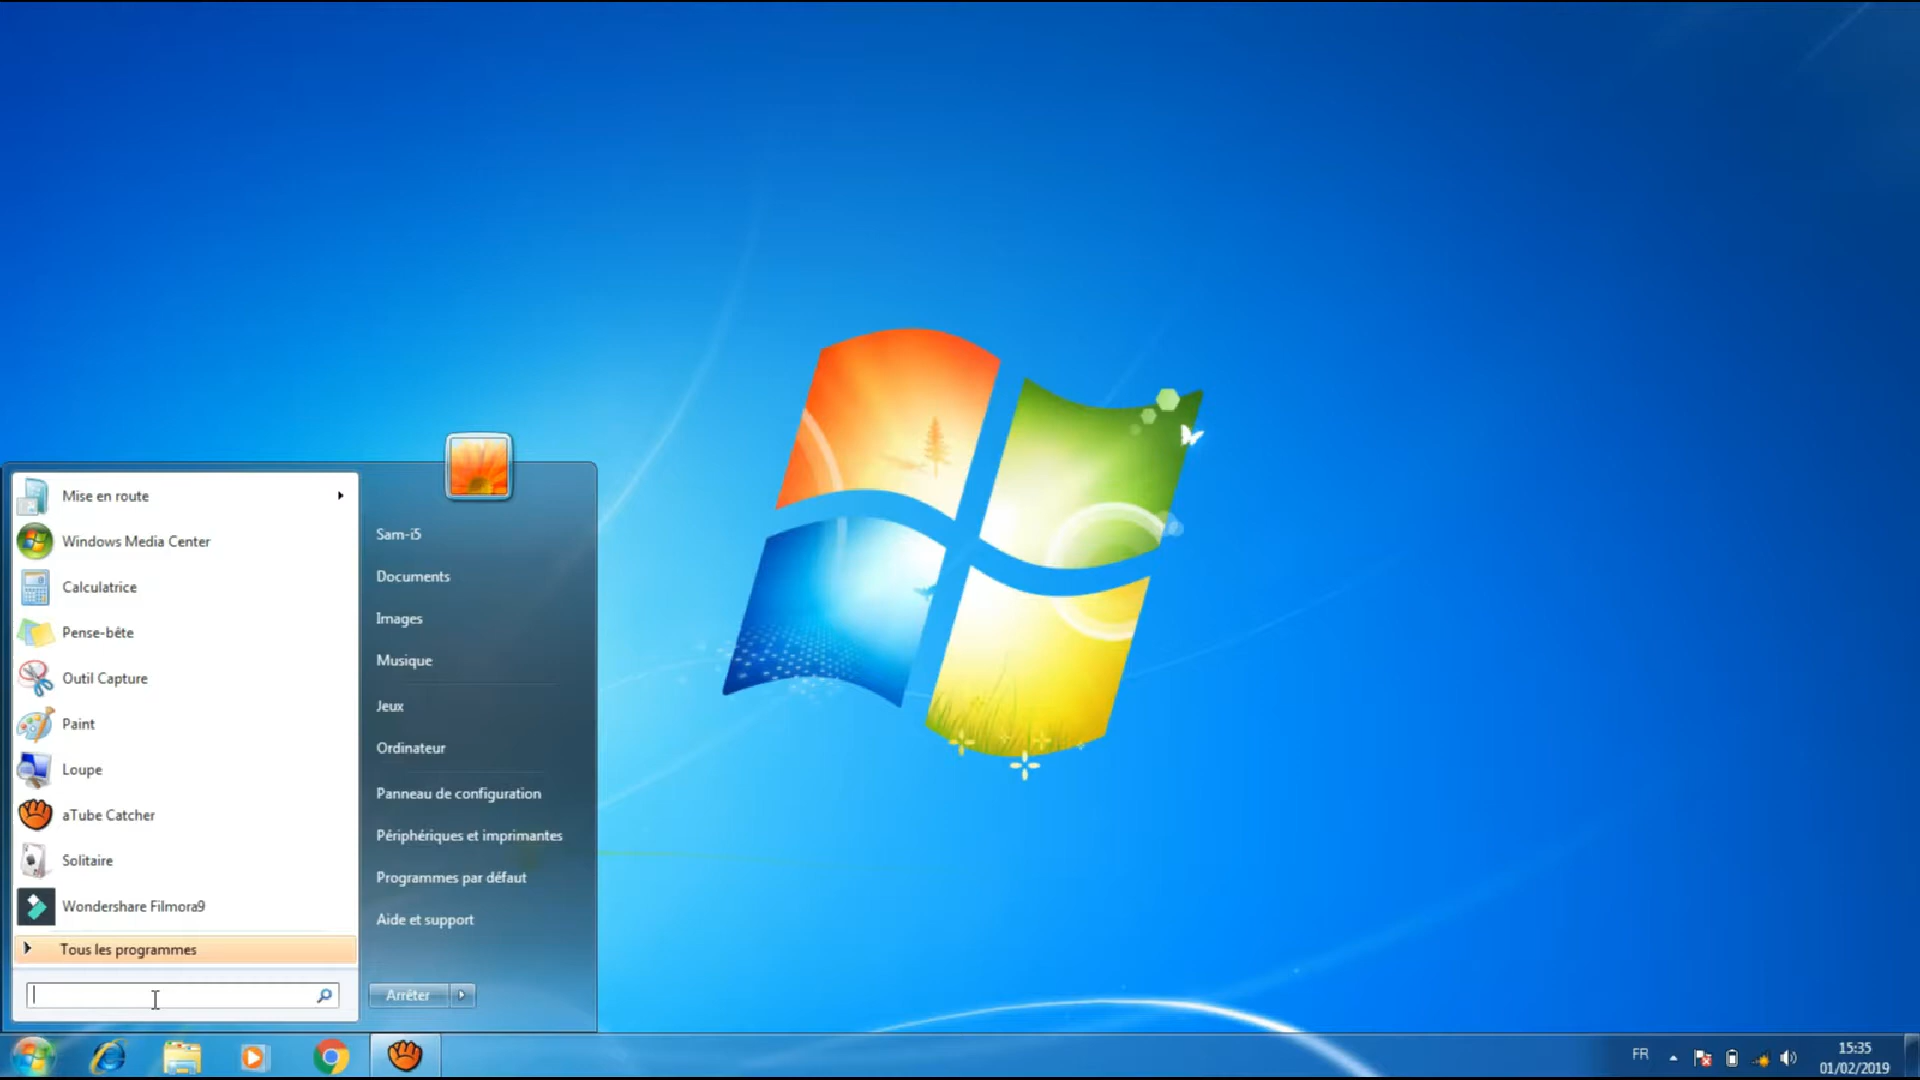 Mise en route
Windows Media Center
Calculatrice
Pense-bête
Outil Capture
Paint
Loupe
aTube Catcher
Solitaire
Wondershare Filmora9
Tous les programmes
Sam-i5
Documents
Images
Musique
Jeux
Ordinateur
Panneau de configuration
Périphériques et imprimantes
Programmes par défaut
Aide et support
Arrêter
FR
15:35
01/02/2019